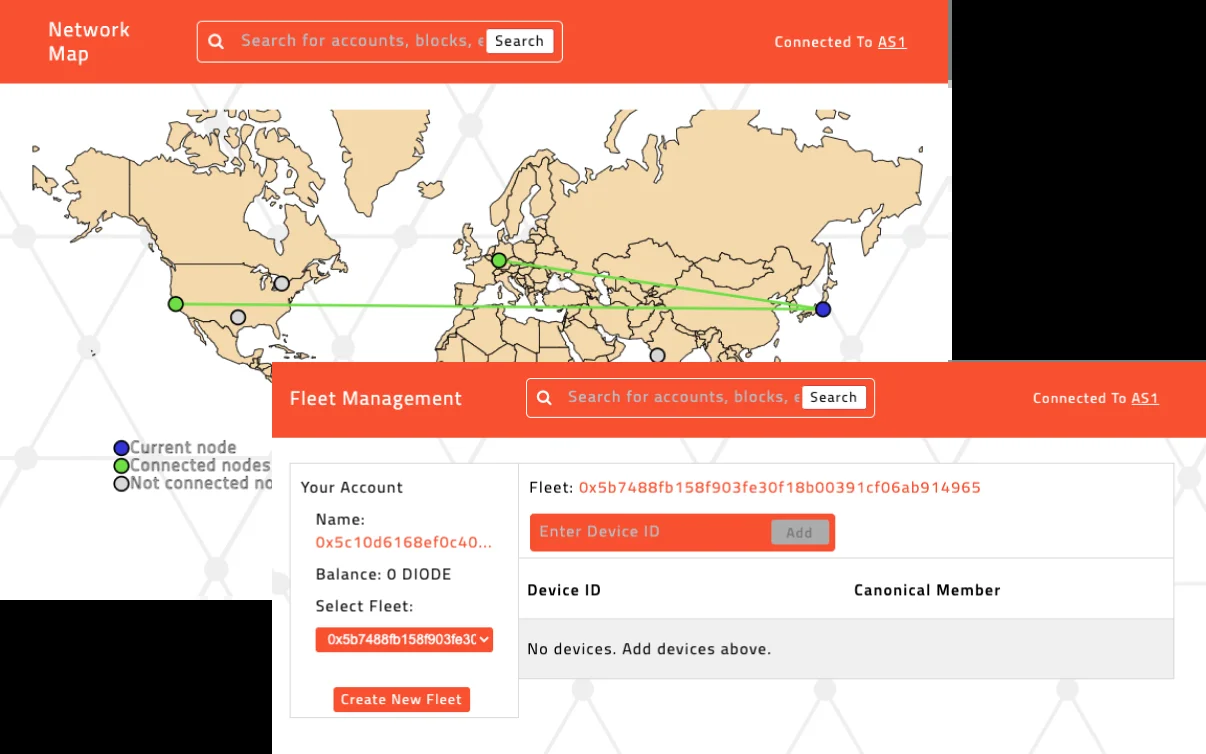 Network
Map
Search for accounts, blocks, e
Search
Connected To AS1
Current node
Connected nodes
Not connected no
Fleet Management
Search for accounts, blocks, e
Search
Connected To AS1
Your Account
Name:
0x5c10d6168ef0c40...
Balance: 0 DIODE
Select Fleet:
0x5b7488fb158f903fe30
Create New Fleet
Fleet: 0x5b7488fb158f903fe30f18b00391cf06ab914965
Enter Device ID
Add
Device ID
Canonical Member
No devices. Add devices above.